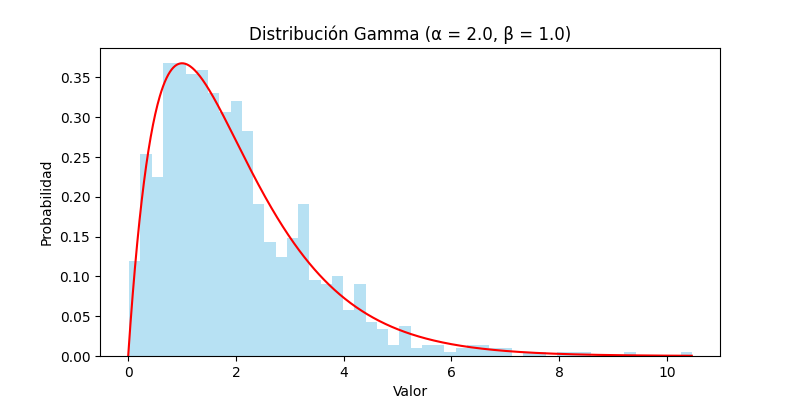 Distribución Gamma (α = 2.0, β = 1.0)
Probabilidad
0.35
0.30
0.25
0.20
0.15
0.10
0.05
0.00
0 2 4 6 8 10
Valor